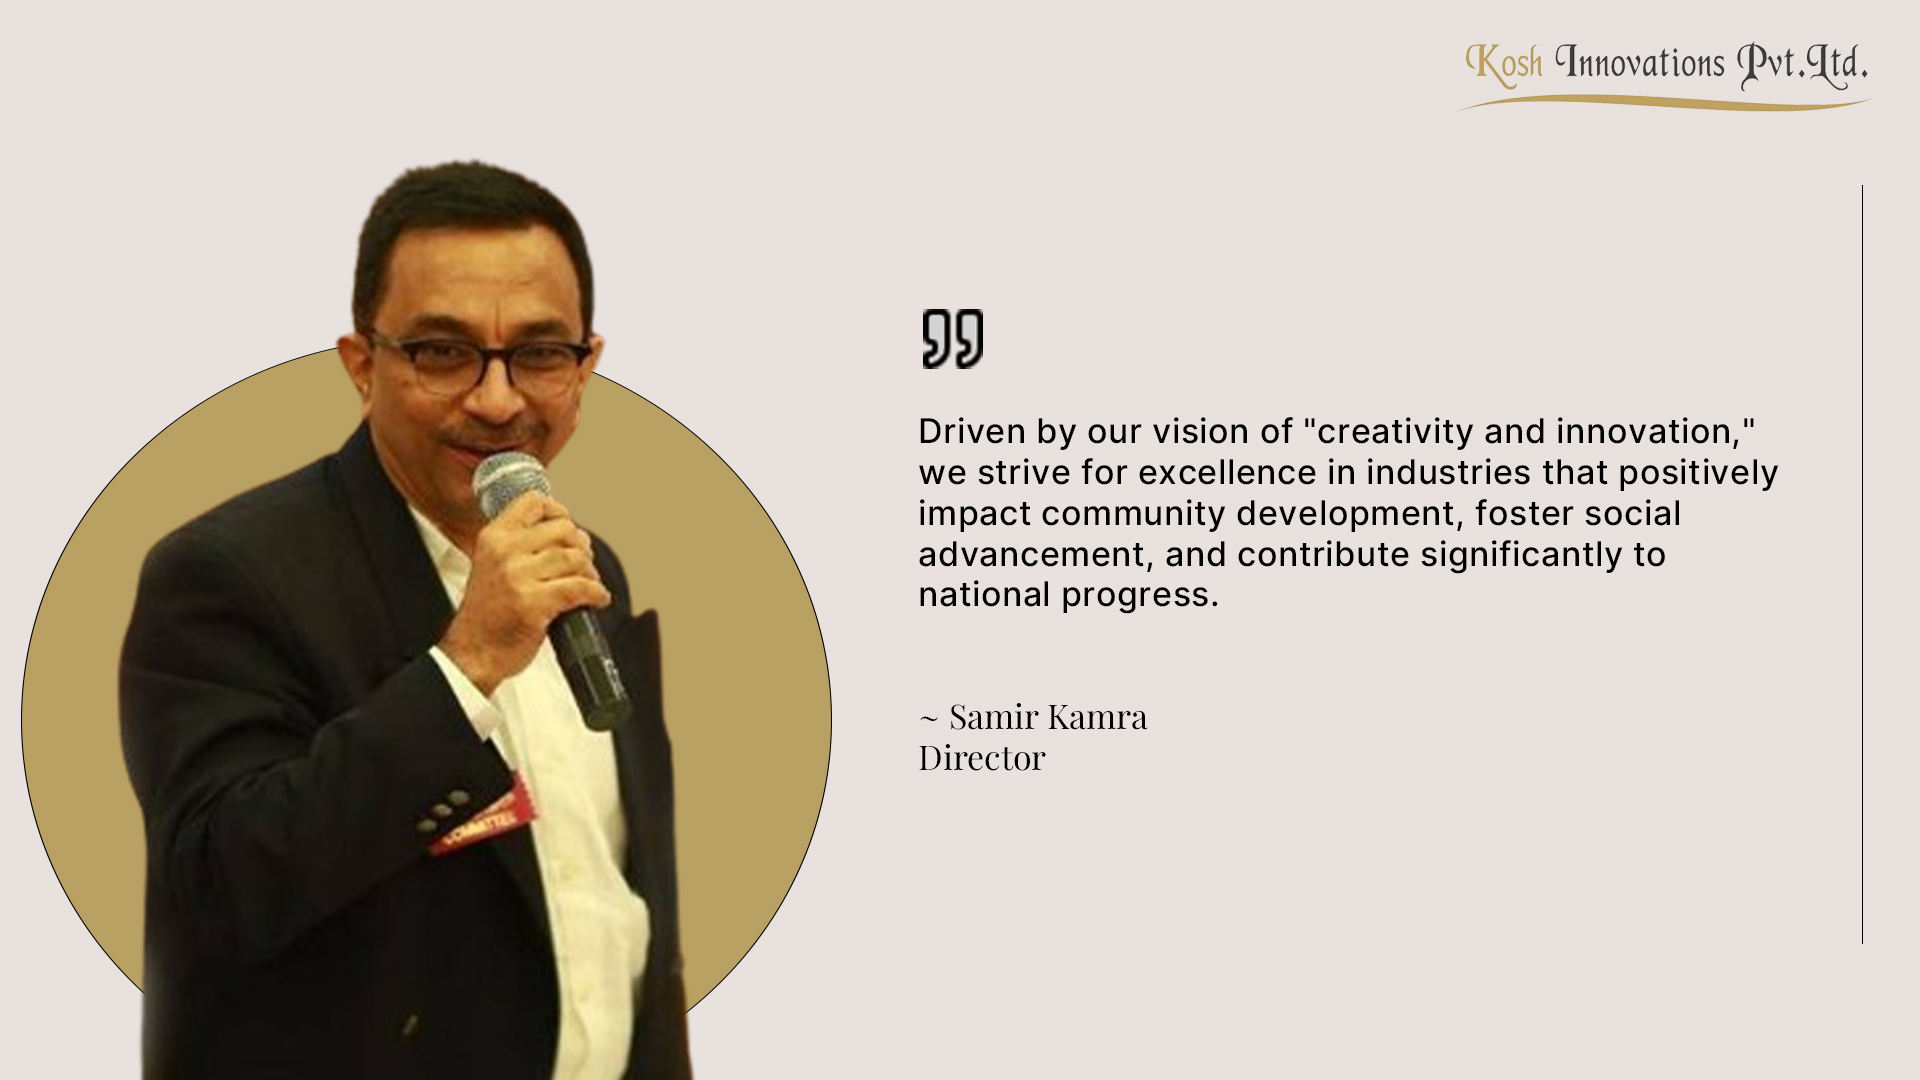 Kosh Innovations Pvt.Ltd.
Driven by our vision of "creativity and innovation,"
we strive for excellence in industries that positively
impact community development, foster social
advancement, and contribute significantly to
national progress.
~ Samir Kamra
Director